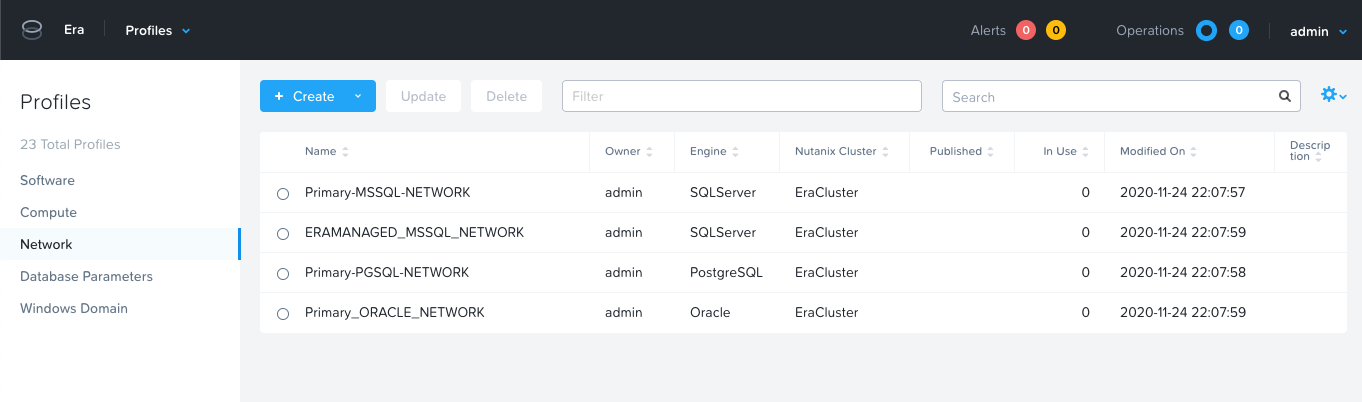 Era Profiles Alerts 0 0 Operations 0 admin
Profiles
23 Total Profiles
Software
Compute
Network
Database Parameters
Windows Domain
+ Create Update Delete Filter Search
Name Owner Engine Nutanix Cluster Published In Use Modified On Descrip
tion
Primary-MSSQL-NETWORK admin SQLServer EraCluster 0 2020-11-24 22:07:57
ERAMANAGED_MSSQL_NETWORK admin SQLServer EraCluster 0 2020-11-24 22:07:59
Primary-PGSQL-NETWORK admin PostgreSQL EraCluster 0 2020-11-24 22:07:58
Primary_ORACLE_NETWORK admin Oracle EraCluster 0 2020-11-24 22:07:59